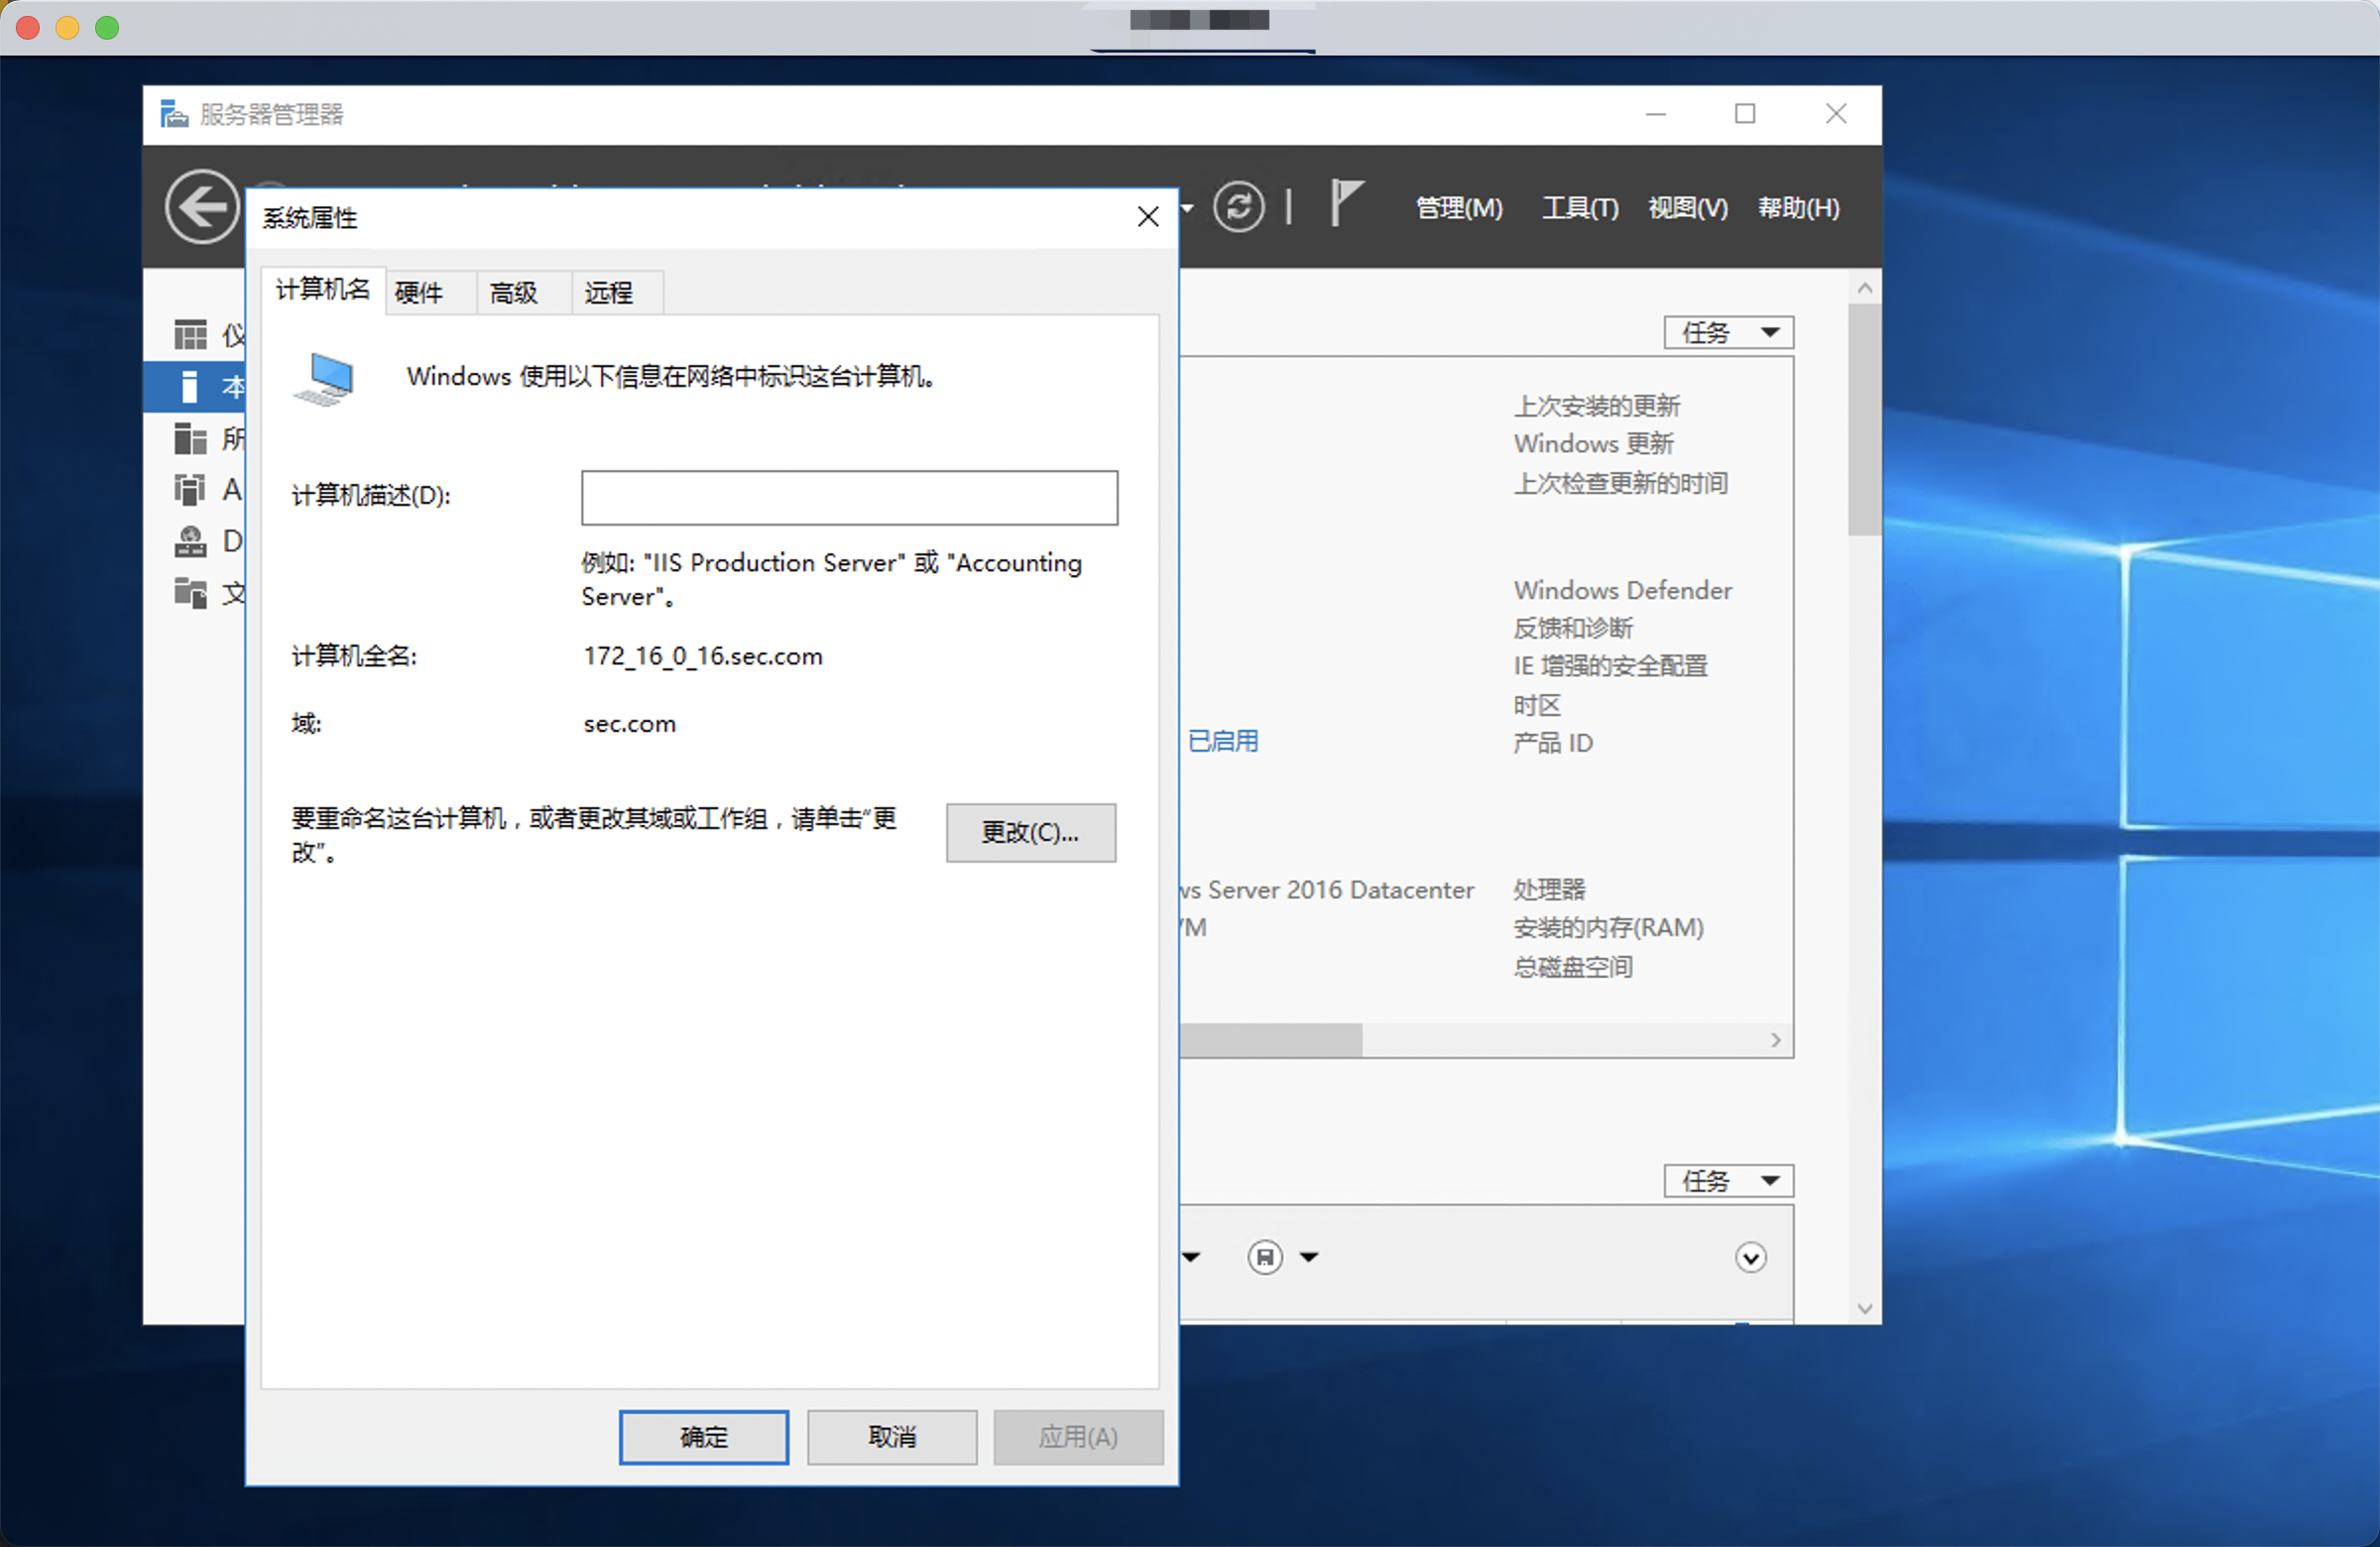 服务器管理器
管理(M) 工具(T) 视图(V) 帮助(H)
系统属性
计算机名 硬件 高级 远程
Windows 使用以下信息在网络中标识这台计算机。
计算机描述(D):
例如: "IIS Production Server" 或 "Accounting
Server"。
计算机全名: 172_16_0_16.sec.com
域: sec.com
要重命名这台计算机，或者更改其域或工作组，请单击“更
改”。
更改(C)...
确定 取消 应用(A)
仪
本
所
A
D
文
任务
上次安装的更新
Windows 更新
上次检查更新的时间
Windows Defender
反馈和诊断
IE 增强的安全配置
时区
已启用 产品 ID
ws Server 2016 Datacenter 处理器
VM 安装的内存(RAM)
总磁盘空间
任务